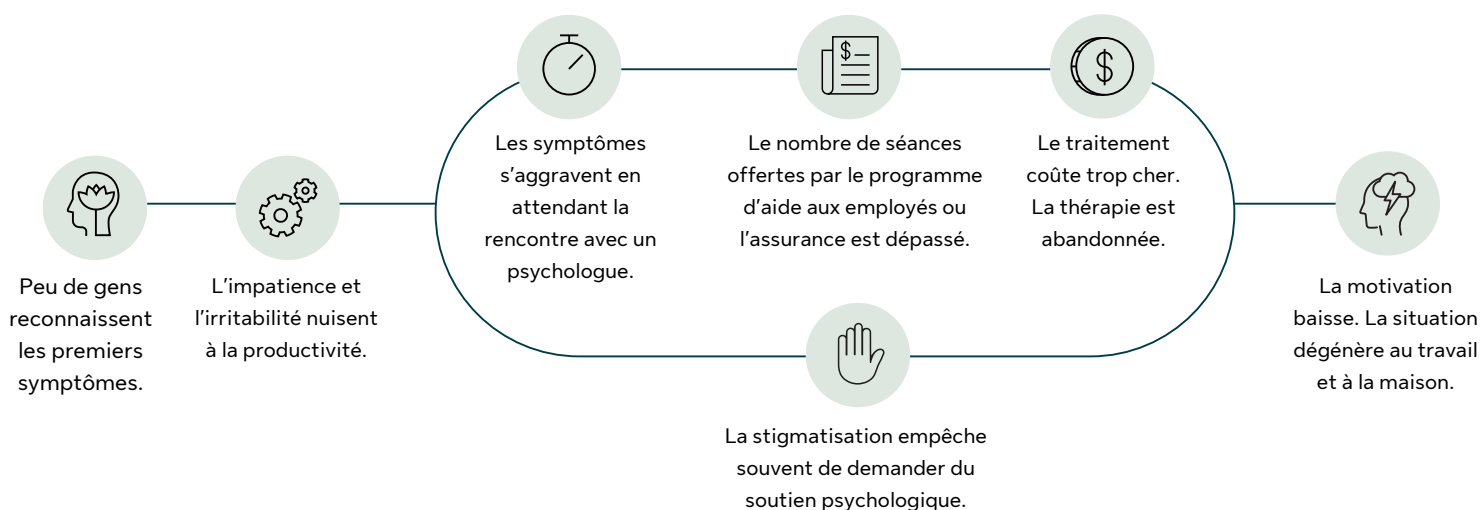 Peu de gens
reconnaissent
les premiers
symptômes.
L’impatience et
l’irritabilité nuisent
à la productivité.
Les symptômes
s’aggravent en
attendant la
rencontre avec un
psychologue.
$
Le nombre de séances
offertes par le programme
d’aide aux employés ou
l’assurance est dépassé.
$
Le traitement
coûte trop cher.
La thérapie est
abandonnée.
La stigmatisation empêche
souvent de demander du
soutien psychologique.
La motivation
baisse. La situation
dégénère au travail
et à la maison.